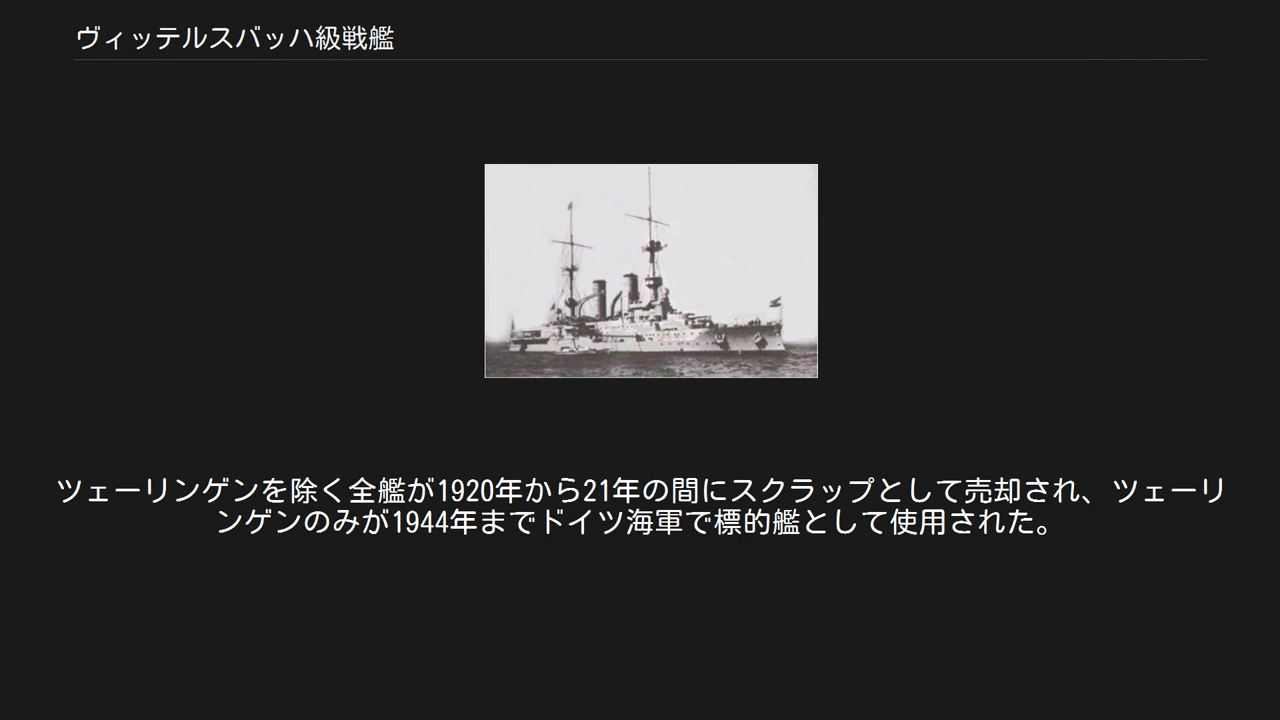 ヴィッテルスバッハ級戦艦
ツェーリンゲンを除く全艦が1920年から21年の間にスクラップとして売却され、ツェーリ
ンゲンのみが1944年までドイツ海軍で標的艦として使用された。